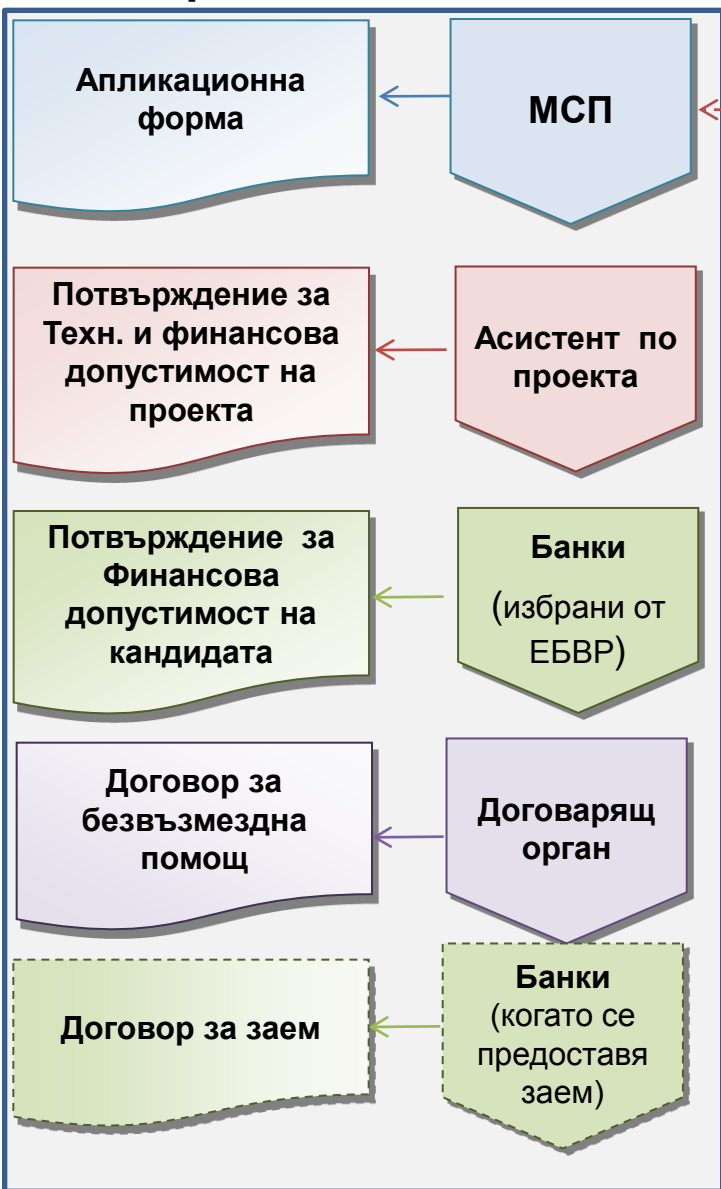 Апликационна
форма
МСП
Потвърждение за
Техн. и финансова
допустимост на
проекта
Асистент по
проекта
Потвърждение за
Финансова
допустимост на
кандидата
Банки
(избрани от
ЕБВР)
Договор за
безвъзмездна
помощ
Договарящ
орган
Договор за заем
Банки
(когато се
предоставя
заем)